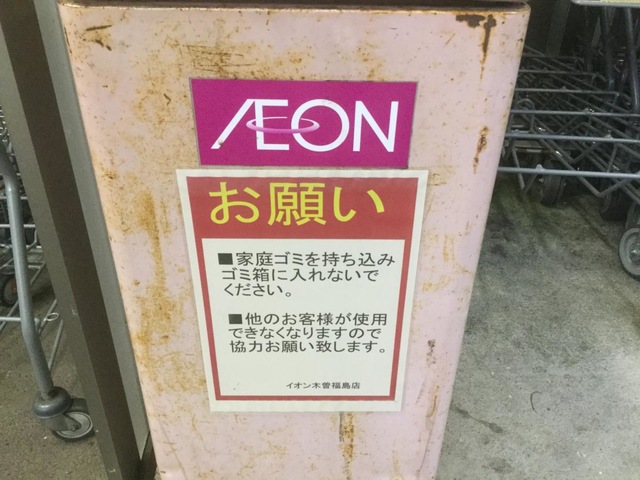 ÆON
お願い
■家庭ゴミを持ち込み
ゴミ箱に入れないで
ください。
■他のお客様が使用
できなくなりますので
協力お願い致します。
イオン木曽福島店